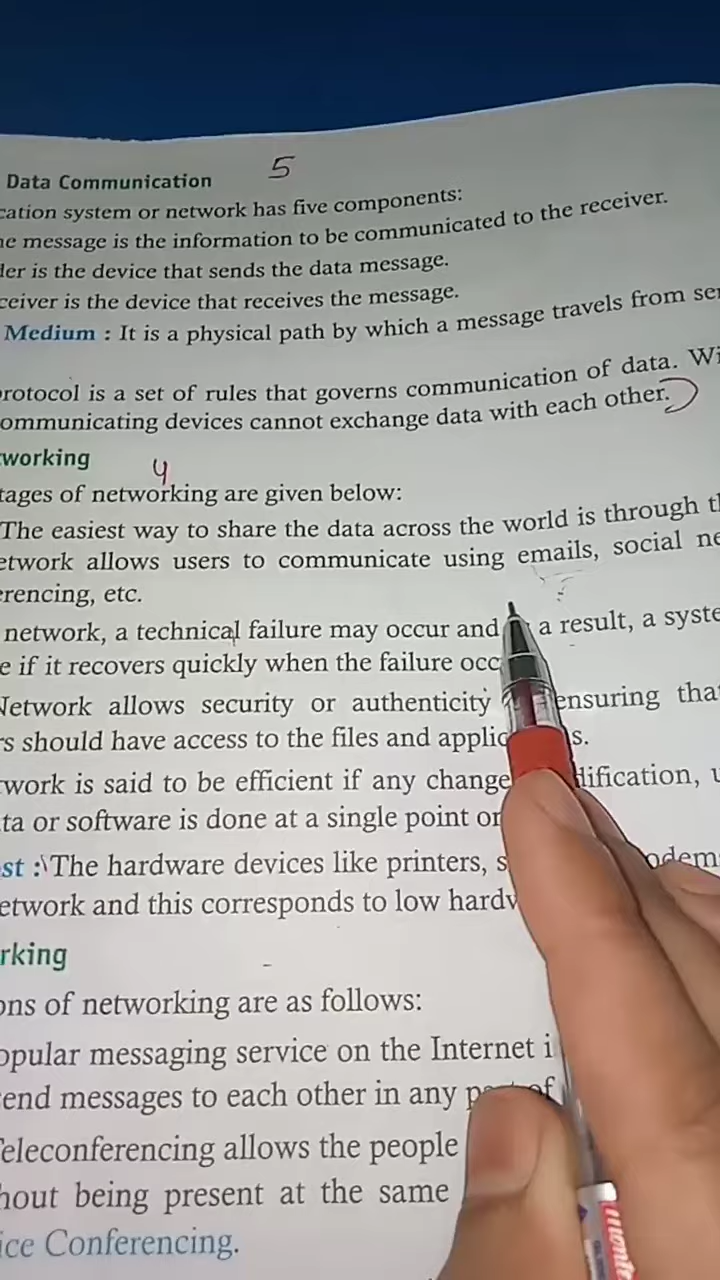 Data Communication 5
cation system or network has five components:
e message is the information to be communicated to the receiver.
der is the device that sends the data message.
ceiver is the device that receives the message.
Medium : It is a physical path by which a message travels from se
rotocol is a set of rules that governs communication of data. Wi
ommunicating devices cannot exchange data with each other.
working
4
tages of networking are given below:
The easiest way to share the data across the world is through t
etwork allows users to communicate using emails, social ne
erencing, etc.
network, a technical failure may occur and a result, a syste
e if it recovers quickly when the failure occ
Network allows security or authenticity ensuring that
rs should have access to the files and applic s.
work is said to be efficient if any change dification, u
ta or software is done at a single point or
st : The hardware devices like printers, s odem
etwork and this corresponds to low hardw
rking
ons of networking are as follows:
opular messaging service on the Internet i
end messages to each other in any part of
Teleconferencing allows the people
hout being present at the same
ice Conferencing.